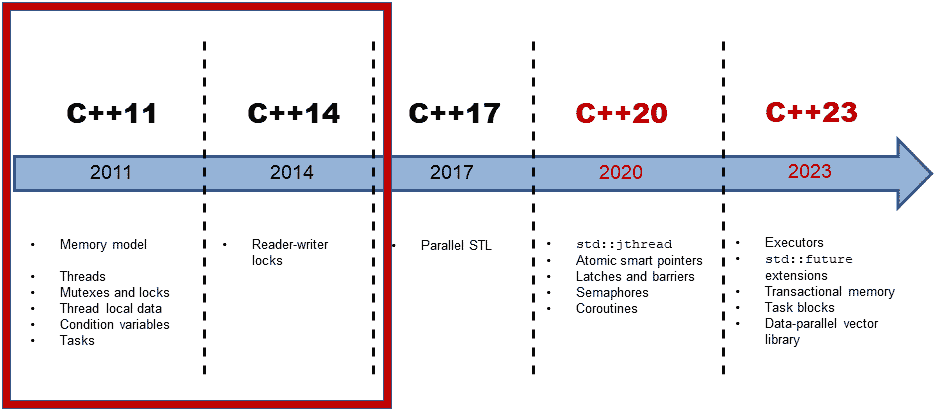 C++11
C++14
C++17
C++20
C++23
2011
2014
2017
2020
2023
• Memory model
• Threads
• Mutexes and locks
• Thread local data
• Condition variables
• Tasks
• Reader-writer
locks
• Parallel STL
• std::jthread
• Atomic smart pointers
• Latches and barriers
• Semaphores
• Coroutines
• Executors
• std::future
extensions
• Transactional memory
• Task blocks
• Data-parallel vector
library